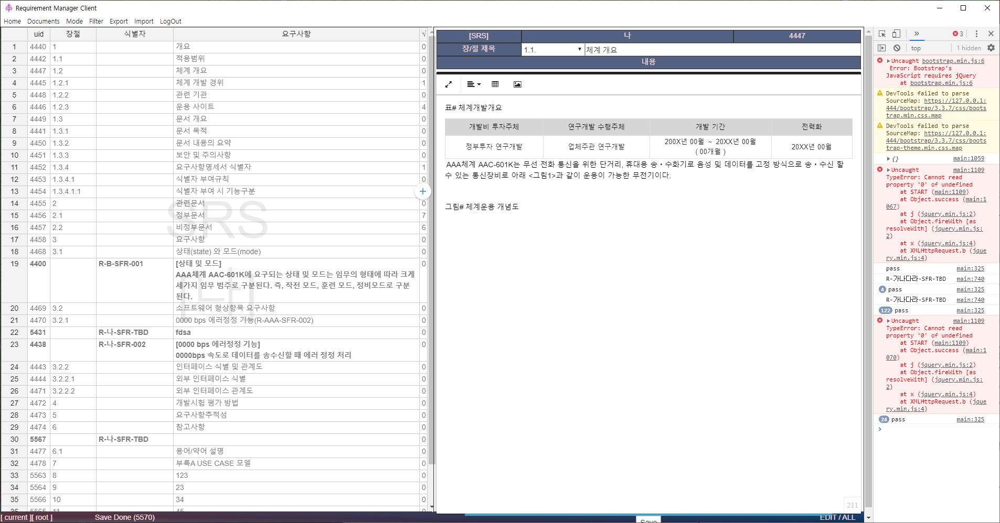 Requirement Manager Client
Home Documents Mode Filter Export Import LogOut
uid 장절 식별자 요구사항 √
1 4440 1 개요 0
2 4442 1.1 적용범위 0
3 4447 1.2 체계 개요 0
4 4445 1.2.1 체계 개발 경위 1
5 4448 1.2.2 관련 기관 0
6 4446 1.2.3 운용 사이트 4
7 4449 1.3 문서 개요 0
8 4441 1.3.1 문서 목적 0
9 4450 1.3.2 문서 내용의 요약 0
10 4451 1.3.3 보안 및 주의사항 0
11 4452 1.3.4 요구사항명세서 식별자 1
12 4453 1.3.4.1 식별자 부여규칙 0
13 4454 1.3.4.1.1 식별자 부여 시 기능구분
14 4455 2 관련문서 0
15 4456 2.1 정부문서 7
16 4457 2.2 비정부문서 6
17 4458 3 요구사항 0
18 4468 3.1 상태(state) 와 모드(mode) 0
19 4400 R-B-SFR-001 [상태 및 모드] 0
AAA체계 AAC-601K에 요구되는 상태 및 모드는 임무의 형태에 따라 크게
세가지 임무 범주로 구분된다. 즉, 작전 모드, 훈련 모드, 정비모드로 구분
된다.
20 4469 3.2 소프트웨어 형상항목 요구사항 0
21 4470 3.2.1 0000 bps 에러정정 기능(R-AAA-SFR-002) 0
22 5431 R-나-SFR-TBD fdsa 0
23 4438 R-나-SFR-002 [0000 bps 에러정정 기능] 0
0000bps 속도로 데이터를 송수신할 때 에러 정정 처리
24 4443 3.2.2 인터페이스 식별 및 관계도 0
25 4444 3.2.2.1 외부 인터페이스 식별 0
26 4471 3.2.2.2 외부 인터페이스 관계도 0
27 4472 4 개발시험 평가 방법 0
28 4473 5 요구사항추적성 0
29 4474 6 참고사항 0
30 5567 R-나-SFR-TBD 0
31 4477 6.1 용어/약어 설명 0
32 4478 7 부록A USE CASE 모델 0
33 5563 8 123 0
34 5564 9 23 0
35 5566 10 34 0
36 5565 11 45 0
SRS
[나]
[ current ][ root ] Save Done (5570)
[SRS] 나 4447
장/절 제목 1.1. 체계 개요
내용
표# 체계개발개요
개발비 투자주체 연구개발 수행주체 개발 기간 전력화
정부투자 연구개발 업체주관 연구개발 200X년 00월 ~ 20XX년 00월 20XX년 00월
( 00개월 )
AAA체계 AAC-601K는 무선 전화 통신을 위한 단거리, 휴대용 송・수화기로 음성 및 데이터를 고정 방식으로 송・수신 할
수 있는 통신장비로 아래 <그림1>과 같이 운용이 가능한 무전기이다.
그림# 체계운용 개념도
211
Save
EDIT / ALL
3
top 1 hidden
Uncaught bootstrap.min.js:6
Error: Bootstrap's
JavaScript requires jQuery
at bootstrap.min.js:6
DevTools failed to parse
SourceMap: https://127.0.0.1:
444/bootstrap/3.3.7/css/boots
trap.min.css.map
DevTools failed to parse
SourceMap: https://127.0.0.1:
444/bootstrap/3.3.7/css/boots
trap-theme.min.css.map
{} main:1059
Uncaught main:1109
TypeError: Cannot read
property '0' of undefined
at START (main:1109)
at Object.success (main:1
067)
at j (jquery.min.js:2)
at Object.fireWith [as
resolveWith] (jquery.min.js:
2)
at x (jquery.min.js:4)
at XMLHttpRequest.b (jque
ry.min.js:4)
pass main:325
R-가나다라-SFR-TBD main:740
4 pass main:325
R-가나다라-SFR-TBD main:740
122 pass main:325
Uncaught main:1109
TypeError: Cannot read
property '0' of undefined
at START (main:1109)
at Object.success (main:1
070)
at j (jquery.min.js:2)
at Object.fireWith [as
resolveWith] (jquery.min.js:
2)
at x (jquery.min.js:4)
at XMLHttpRequest.b (jque
ry.min.js:4)
24 pass main:325